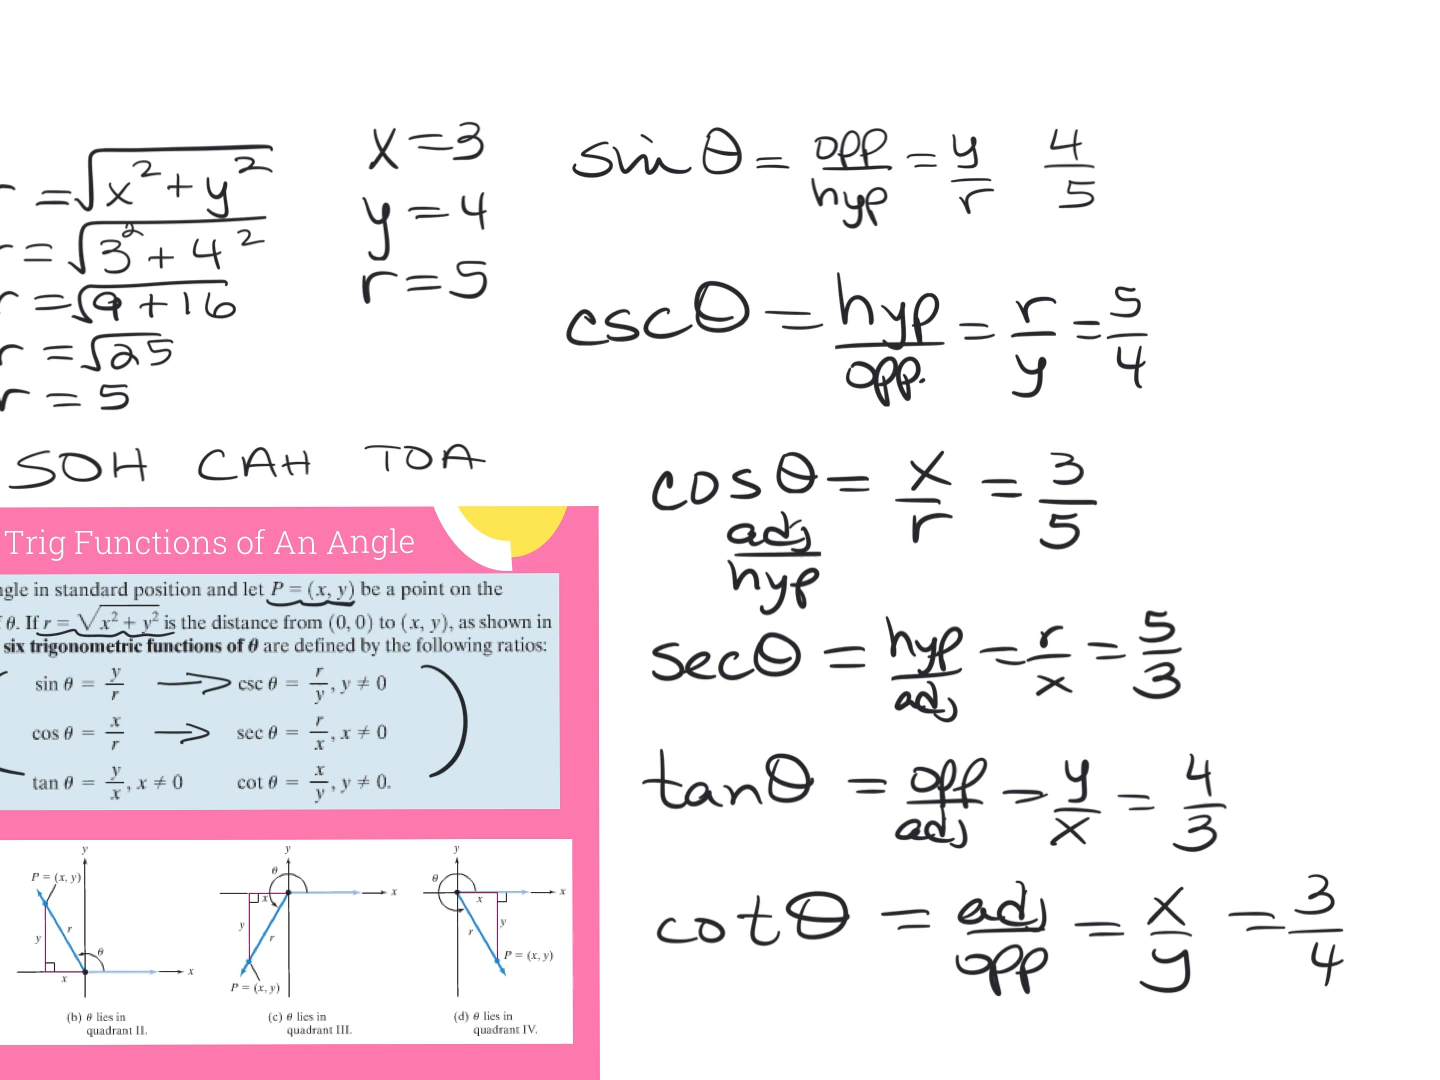 r = √x² + y²
r = √3² + 4²
r = √9 + 16
r = √25
r = 5
x = 3
y = 4
r = 5
SOH CAH TOA
sin θ = opp/hyp = y/r 4/5
csc θ = hyp/opp. = r/y = 5/4
cos θ = x/r = 3/5
adj/hyp
sec θ = hyp/adj = r/x = 5/3
tan θ = opp/adj = y/x = 4/3
cot θ = adj/opp = x/y = 3/4
Trig Functions of An Angle
ngle in standard position and let P = (x, y) be a point on the
f θ. If r = √x² + y² is the distance from (0, 0) to (x, y), as shown in
six trigonometric functions of θ are defined by the following ratios:
sin θ = y/r → csc θ = r/y, y ≠ 0
cos θ = x/r → sec θ = r/x, x ≠ 0
tan θ = y/x, x ≠ 0 cot θ = x/y, y ≠ 0.
y
P = (x, y)
r
y
θ
x
x
(b) θ lies in
quadrant II.
y
θ
x
x
y
r
P = (x, y)
(c) θ lies in
quadrant III.
y
θ
x
x
y
r
P = (x, y)
(d) θ lies in
quadrant IV.